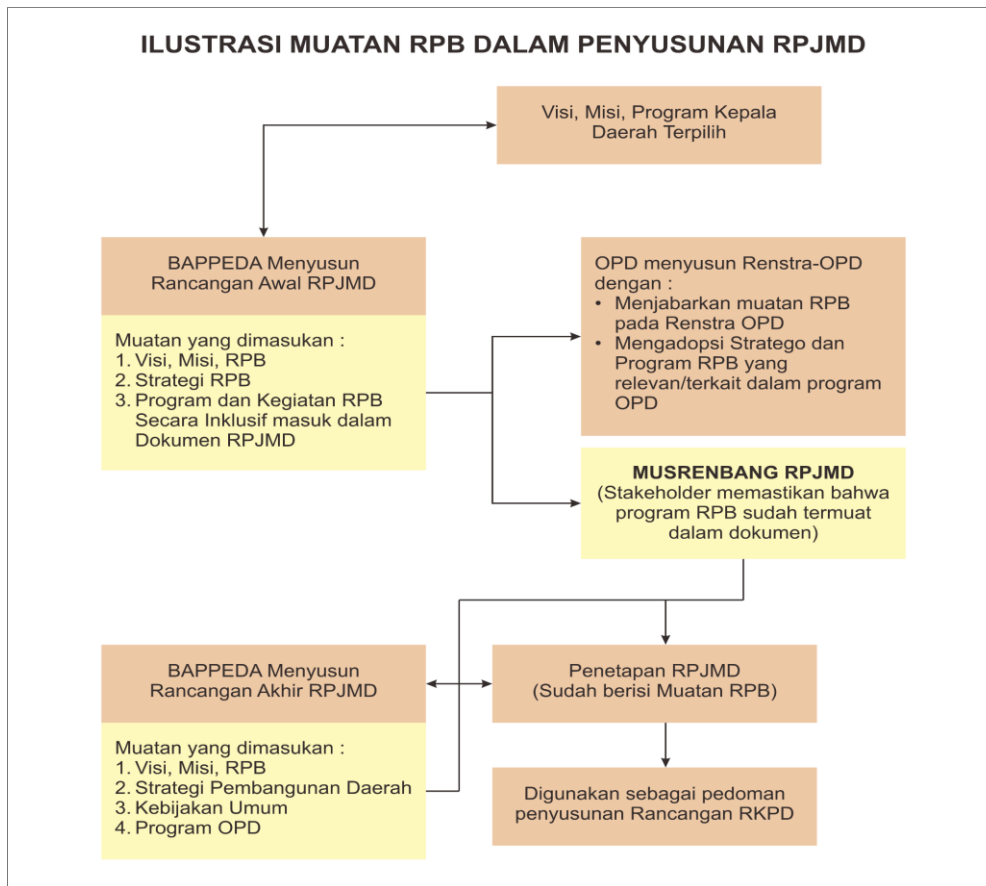 ILUSTRASI MUATAN RPB DALAM PENYUSUNAN RPJMD
Visi, Misi, Program Kepala
Daerah Terpilih
BAPPEDA Menyusun
Rancangan Awal RPJMD
Muatan yang dimasukan :
1. Visi, Misi, RPB
2. Strategi RPB
3. Program dan Kegiatan RPB
Secara Inklusif masuk dalam
Dokumen RPJMD
OPD menyusun Renstra-OPD
dengan :
• Menjabarkan muatan RPB
pada Renstra OPD
• Mengadopsi Stratego dan
Program RPB yang
relevan/terkait dalam program
OPD
MUSRENBANG RPJMD
(Stakeholder memastikan bahwa
program RPB sudah termuat
dalam dokumen)
BAPPEDA Menyusun
Rancangan Akhir RPJMD
Muatan yang dimasukan :
1. Visi, Misi, RPB
2. Strategi Pembangunan Daerah
3. Kebijakan Umum
4. Program OPD
Penetapan RPJMD
(Sudah berisi Muatan RPB)
Digunakan sebagai pedoman
penyusunan Rancangan RKPD